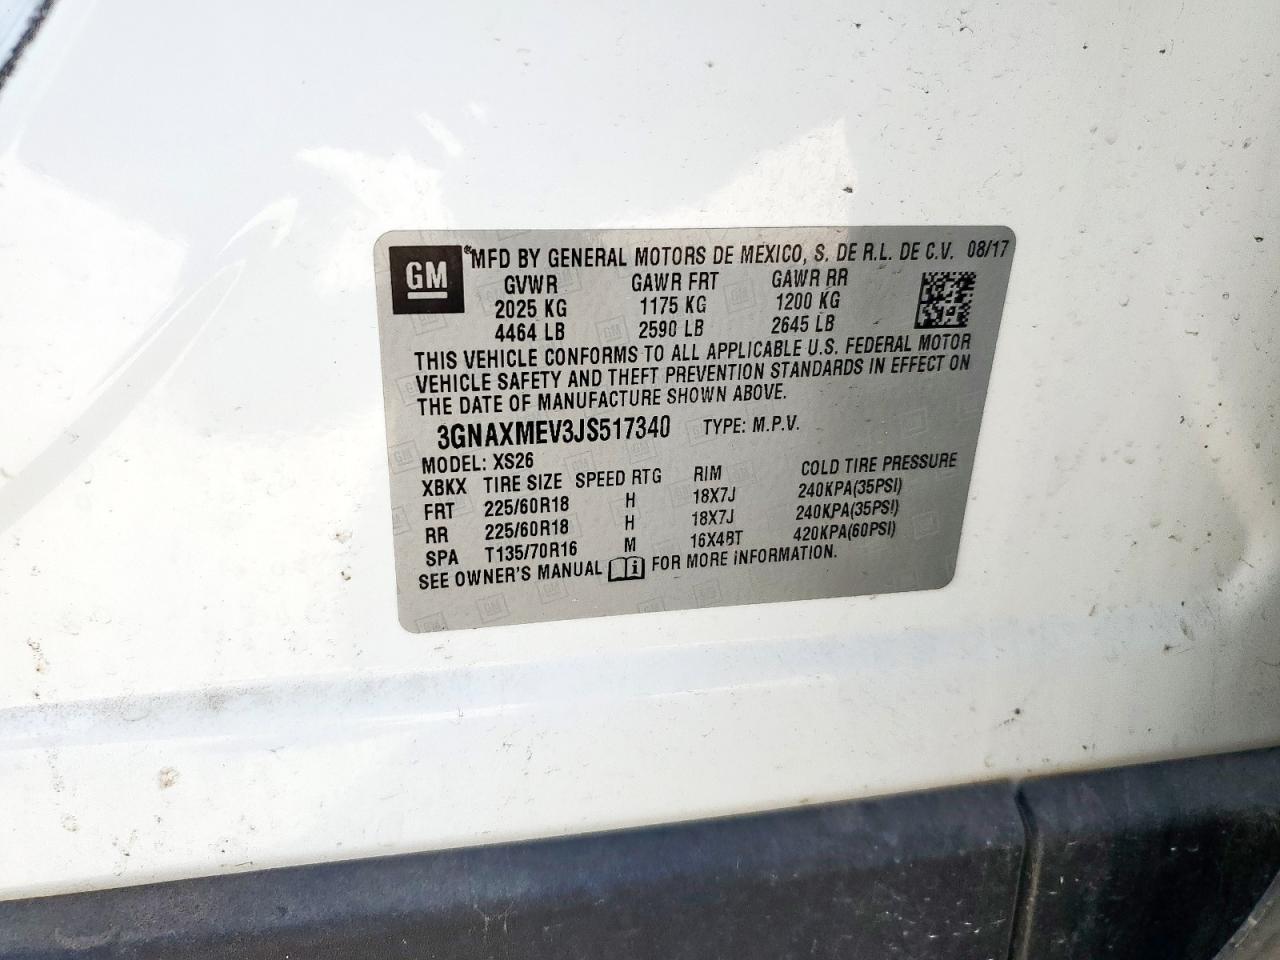 GM
® MFD BY GENERAL MOTORS DE MEXICO, S. DE R.L. DE C.V. 08/17
GVWR GAWR FRT GAWR RR
2025 KG 1175 KG 1200 KG
4464 LB 2590 LB 2645 LB
THIS VEHICLE CONFORMS TO ALL APPLICABLE U.S. FEDERAL MOTOR
VEHICLE SAFETY AND THEFT PREVENTION STANDARDS IN EFFECT ON
THE DATE OF MANUFACTURE SHOWN ABOVE.
3GNAXMEV3JS517340 TYPE: M.P.V.
MODEL: XS26
XBKX TIRE SIZE SPEED RTG RIM COLD TIRE PRESSURE
FRT 225/60R18 H 18X7J 240KPA(35PSI)
RR 225/60R18 H 18X7J 240KPA(35PSI)
SPA T135/70R16 M 16X4BT 420KPA(60PSI)
SEE OWNER'S MANUAL i FOR MORE INFORMATION.